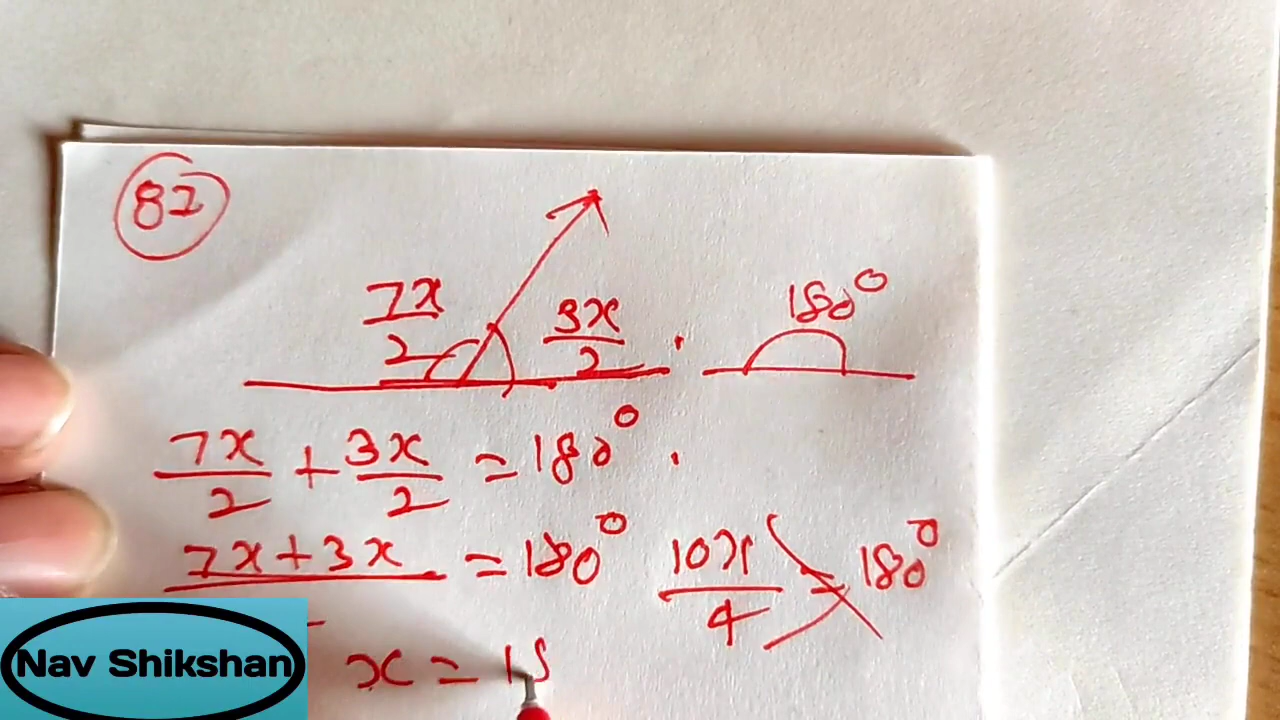 82
7x/2 3x/2 . 180°
7x/2 + 3x/2 = 180° .
7x+3x = 180° 10x/4 = 180°
x = 18
Nav Shikshan